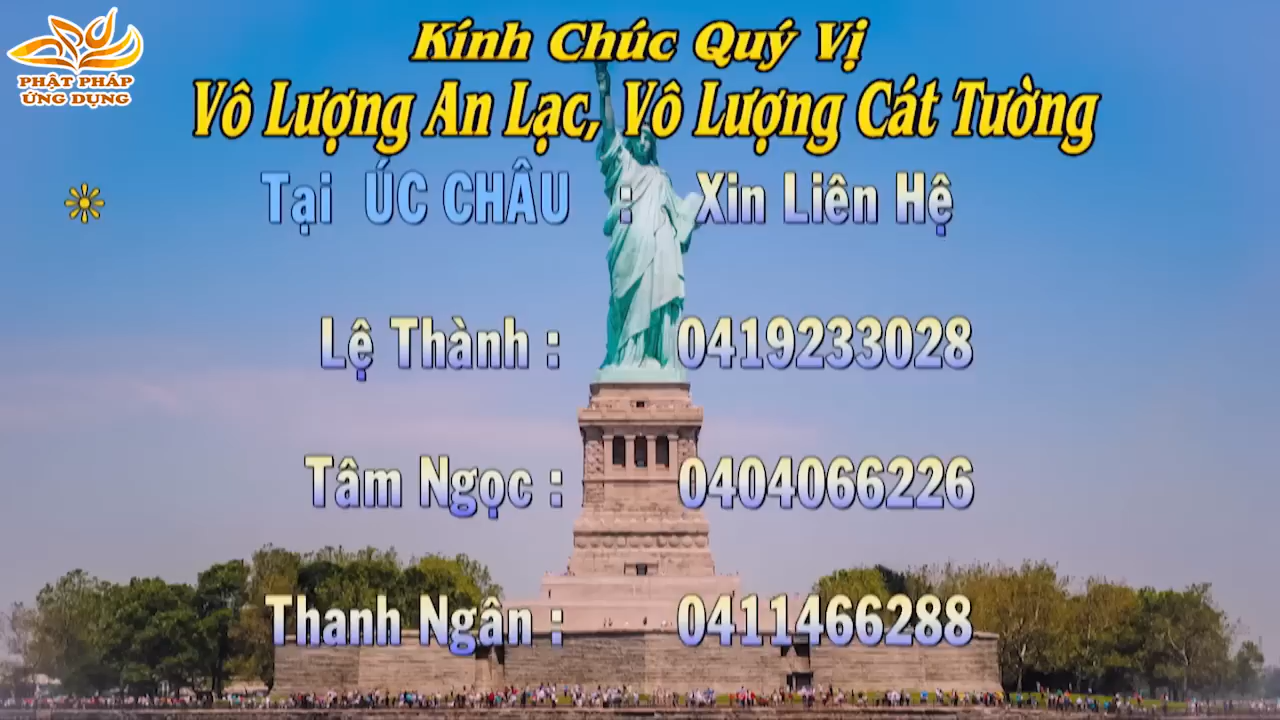 PHẬT PHÁP
ỨNG DỤNG
Kính Chúc Quý Vị
Vô Lượng An Lạc, Vô Lượng Cát Tường
Tại ÚC CHÂU : Xin Liên Hệ
Lệ Thành : 0419233028
Tâm Ngọc : 0404066226
Thanh Ngân : 0411466288